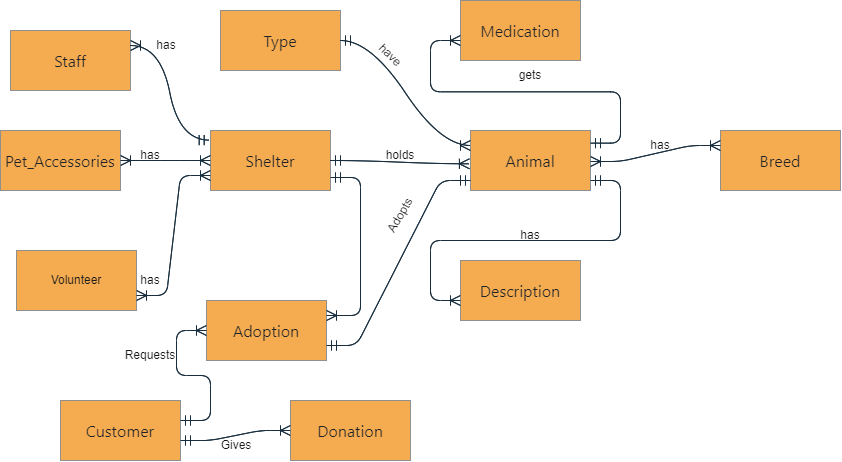 Medication
Type
Staff
has
have
gets
Pet_Accessories
has
Shelter
holds
Animal
has
Breed
Adopts
has
Volunteer
has
Description
Adoption
Requests
Customer
Gives
Donation